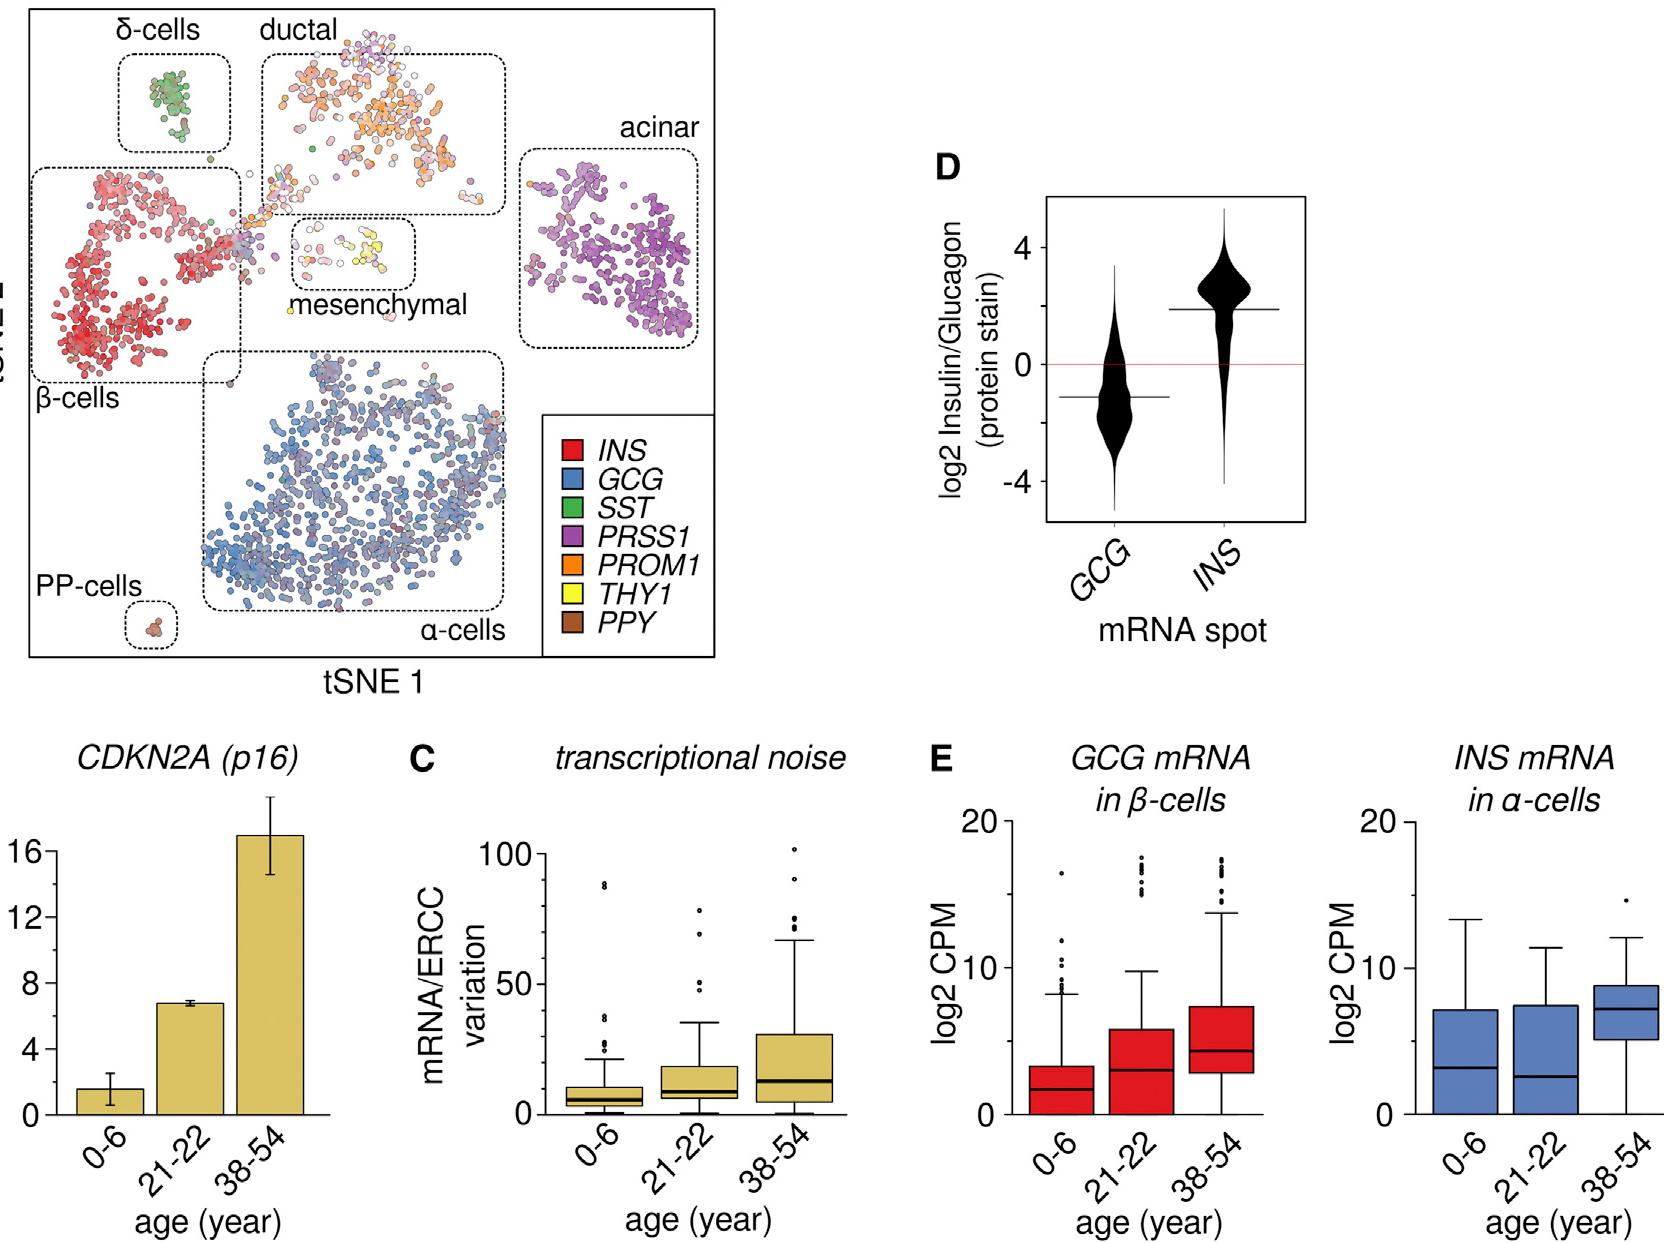 δ-cells
ductal
acinar
mesenchymal
β-cells
INS
GCG
SST
PRSS1
PROM1
THY1
PPY
PP-cells
α-cells
tSNE 1
D
log2 Insulin/Glucagon
(protein stain)
4
0
-4
GCG
INS
mRNA spot
CDKN2A (p16)
16
12
8
4
0
0-6
21-22
38-54
age (year)
C
transcriptional noise
mRNA/ERCC
variation
100
50
0
0-6
21-22
38-54
age (year)
E
GCG mRNA
in β-cells
log2 CPM
20
10
0
0-6
21-22
38-54
age (year)
INS mRNA
in α-cells
log2 CPM
20
10
0
0-6
21-22
38-54
age (year)